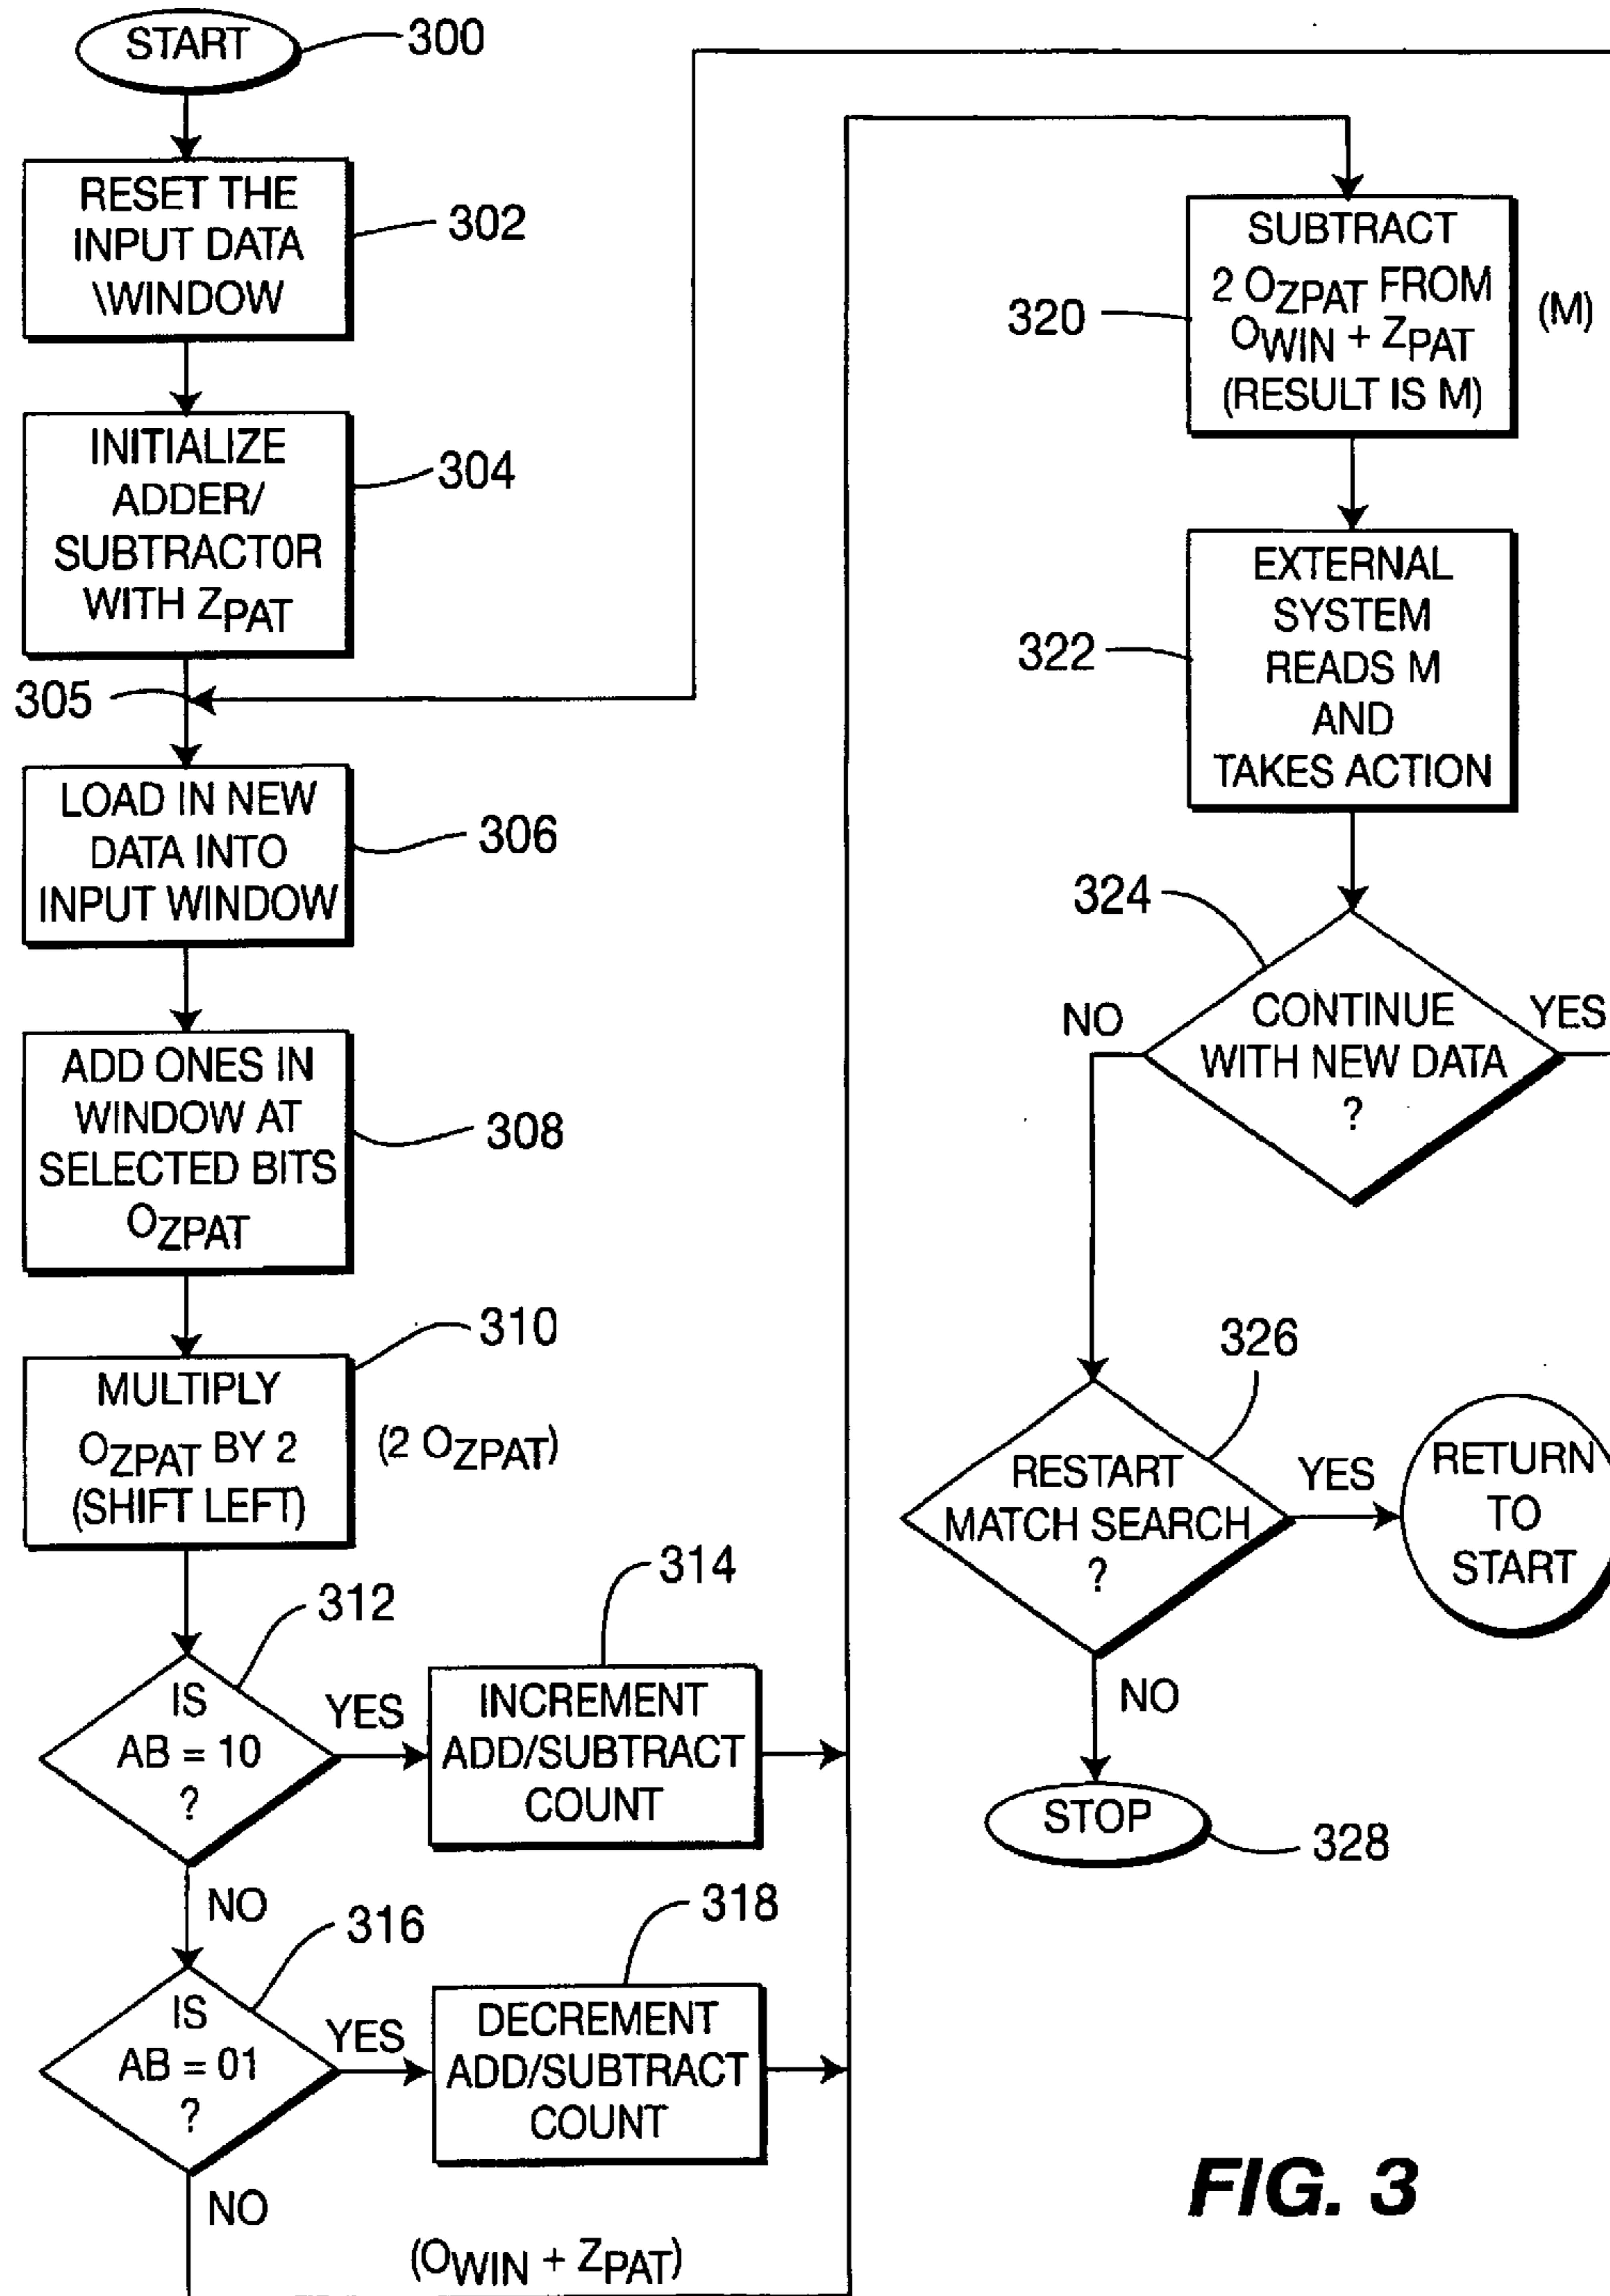 START
300
RESET THE
INPUT DATA
\WINDOW
302
INITIALIZE
ADDER/
SUBTRACTOR
WITH ZPAT
304
305
LOAD IN NEW
DATA INTO
INPUT WINDOW
306
ADD ONES IN
WINDOW AT
SELECTED BITS
OZPAT
308
MULTIPLY
OZPAT BY 2
(SHIFT LEFT)
310
(2 OZPAT)
IS
AB = 10
?
312
YES
INCREMENT
ADD/SUBTRACT
COUNT
314
NO
IS
AB = 01
?
316
YES
DECREMENT
ADD/SUBTRACT
COUNT
318
NO
(OWIN + ZPAT)
SUBTRACT
2 OZPAT FROM
OWIN + ZPAT
(RESULT IS M)
320
(M)
EXTERNAL
SYSTEM
READS M
AND
TAKES ACTION
322
324
CONTINUE
WITH NEW DATA
?
NO
YES
326
RESTART
MATCH SEARCH
?
YES
RETURN
TO
START
NO
STOP
328
FIG. 3